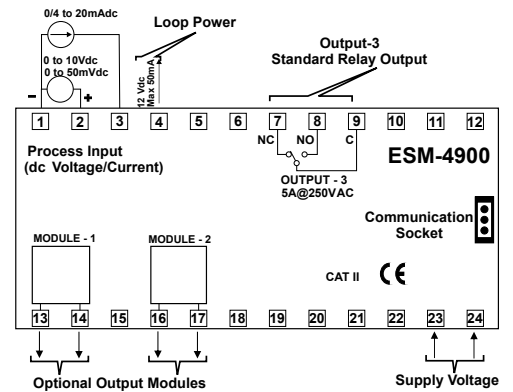 0/4 to 20mAdc
Loop Power
0 to 10Vdc
0 to 50mVdc
12 Vdc
Max 50mA
Output-3
Standard Relay Output
- +
1 2 3 4 5 6 7 8 9 10 11 12
NC NO C
Process Input
(dc Voltage/Current)
ESM-4900
OUTPUT - 3
5A@250VAC
Communication
Socket
MODULE - 1 MODULE - 2
CAT II CE
13 14 15 16 17 18 19 20 21 22 23 24
Optional Output Modules
Supply Voltage